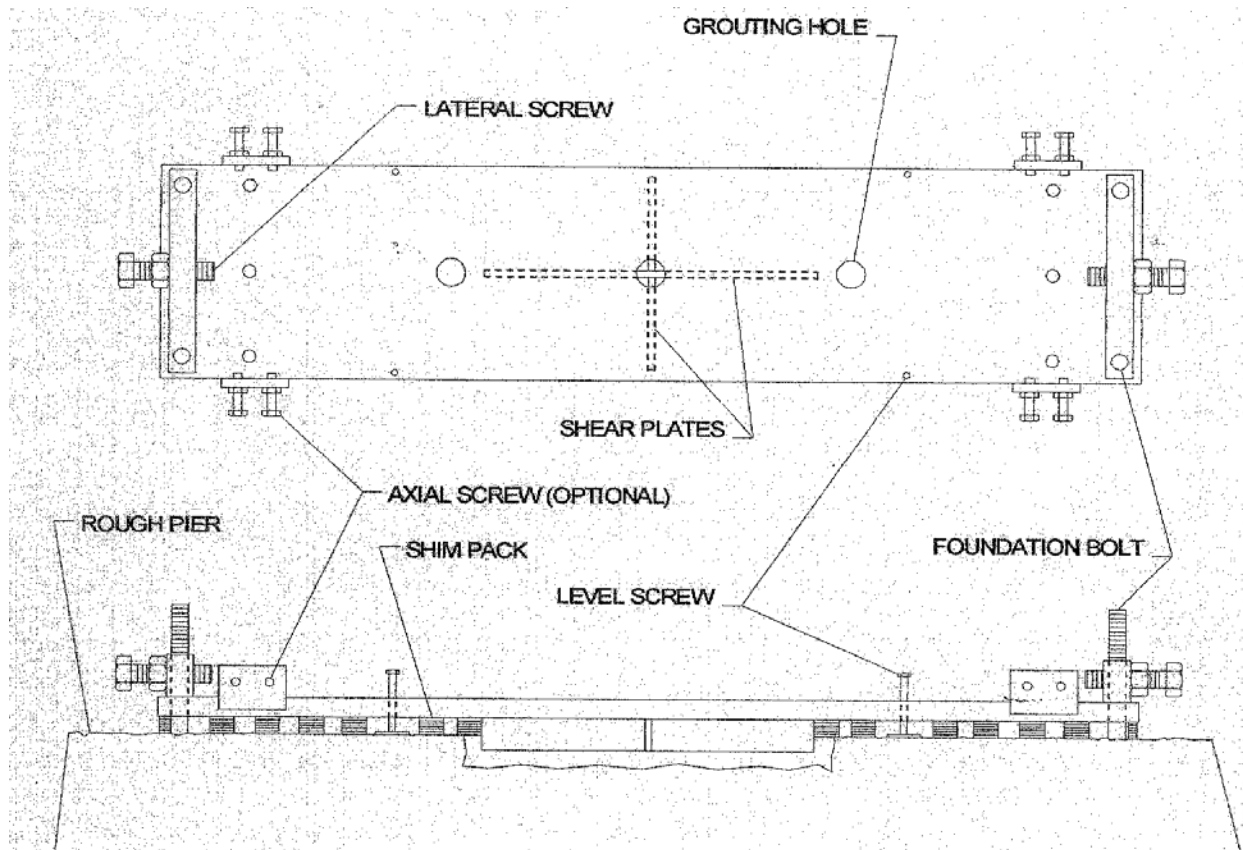 GROUTING HOLE
LATERAL SCREW
SHEAR PLATES
AXIAL SCREW (OPTIONAL)
ROUGH PIER
SHIM PACK
FOUNDATION BOLT
LEVEL SCREW